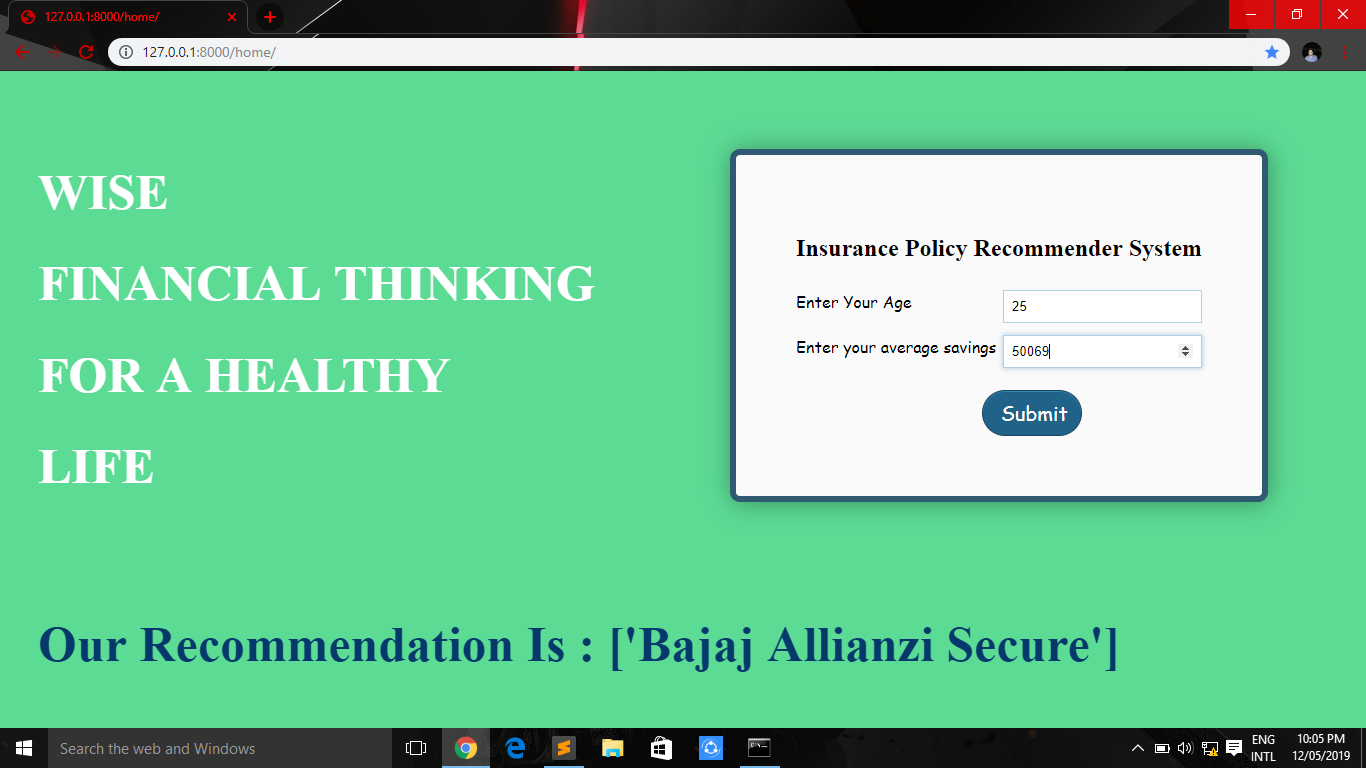 127.0.0.1:8000/home/
127.0.0.1:8000/home/
WISE
FINANCIAL THINKING
FOR A HEALTHY
LIFE
Insurance Policy Recommender System
Enter Your Age 25
Enter your average savings 50069
Submit
Our Recommendation Is : ['Bajaj Allianzi Secure']
Search the web and Windows
ENG
INTL
10:05 PM
12/05/2019